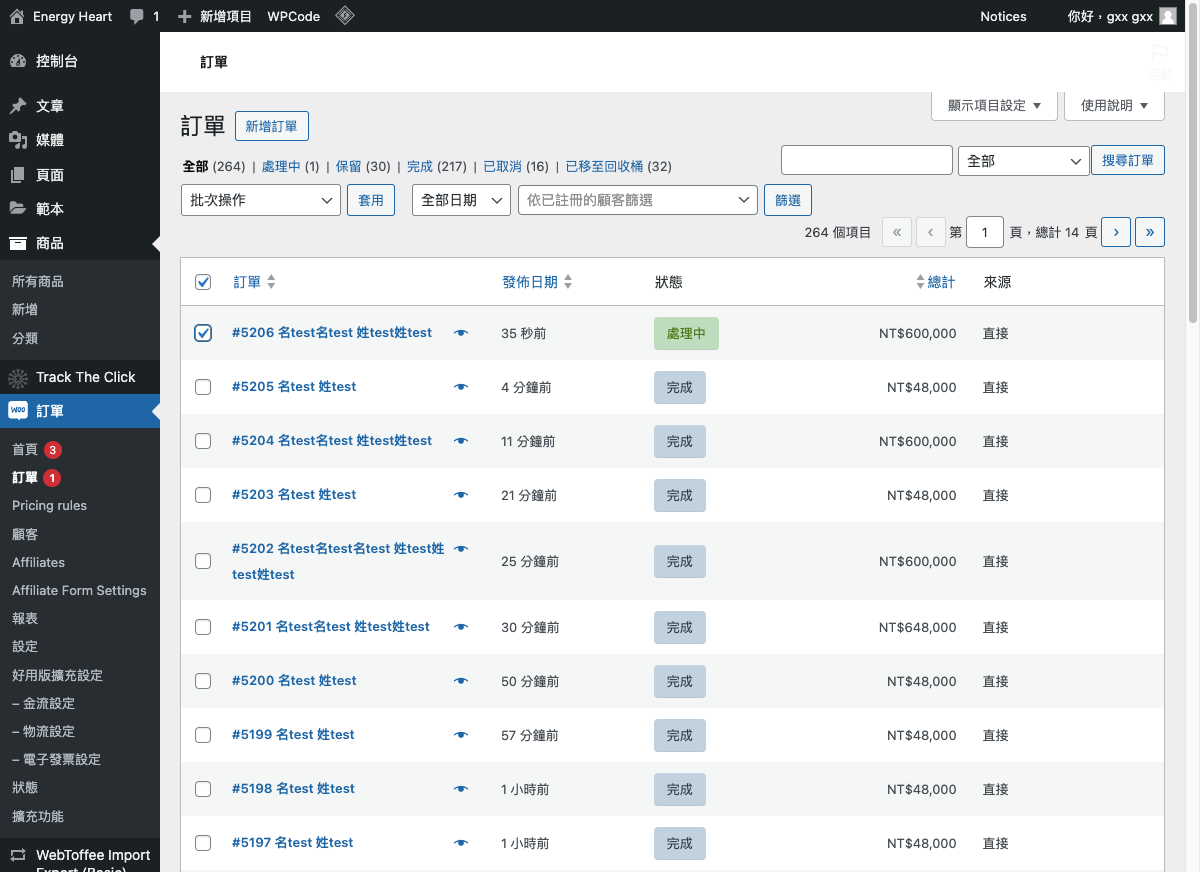 Energy Heart 1 新增項目 WPCode Notices 你好，gxx gxx
控制台
文章
媒體
頁面
範本
商品
所有商品
新增
分類
Track The Click
訂單
首頁 3
訂單 1
Pricing rules
顧客
Affiliates
Affiliate Form Settings
報表
設定
好用版擴充設定
– 金流設定
– 物流設定
– 電子發票設定
狀態
擴充功能
WebToffee Import
Export (Basic)
訂單
活動
顯示項目設定 ▼ 使用說明 ▼
訂單 新增訂單
全部 (264) | 處理中 (1) | 保留 (30) | 完成 (217) | 已取消 (16) | 已移至回收桶 (32)
全部 搜尋訂單
批次操作 套用 全部日期 依已註冊的顧客篩選 篩選
264 個項目 « ‹ 第 1 頁，總計 14 頁 › »
訂單 發佈日期 狀態 總計 來源
#5206 名test名test 姓test姓test 35 秒前 處理中 NT$600,000 直接
#5205 名test 姓test 4 分鐘前 完成 NT$48,000 直接
#5204 名test名test 姓test姓test 11 分鐘前 完成 NT$600,000 直接
#5203 名test 姓test 21 分鐘前 完成 NT$48,000 直接
#5202 名test名test名test 姓test姓
test姓test 25 分鐘前 完成 NT$600,000 直接
#5201 名test名test 姓test姓test 30 分鐘前 完成 NT$648,000 直接
#5200 名test 姓test 50 分鐘前 完成 NT$48,000 直接
#5199 名test 姓test 57 分鐘前 完成 NT$48,000 直接
#5198 名test 姓test 1 小時前 完成 NT$48,000 直接
#5197 名test 姓test 1 小時前 完成 NT$48,000 直接